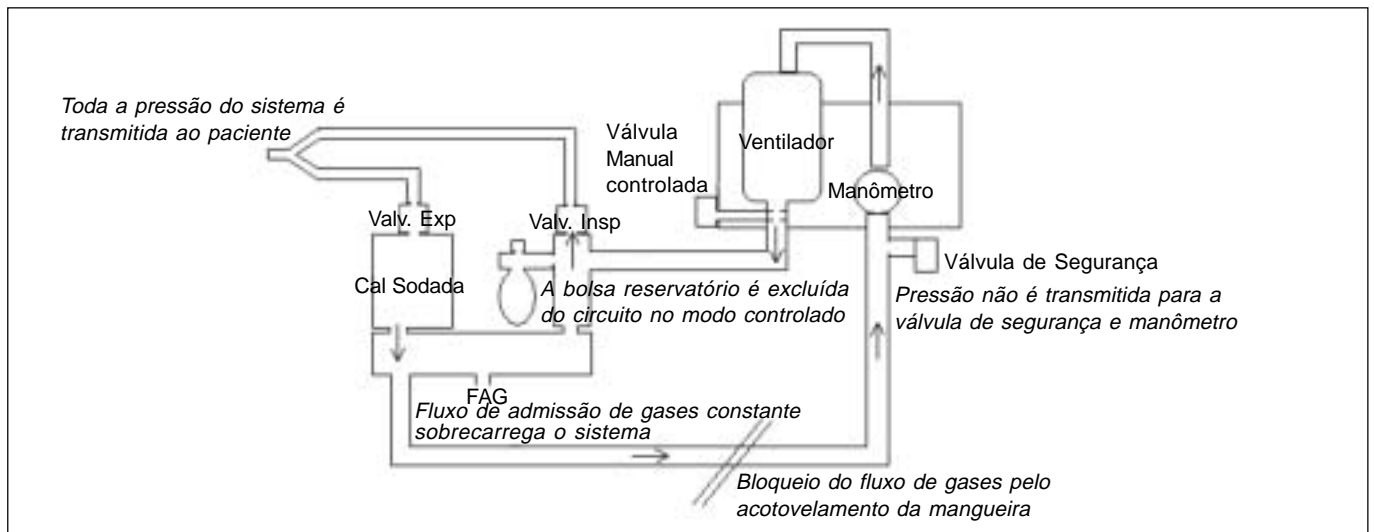 Toda a pressão do sistema é
transmitida ao paciente
Válvula
Manual
controlada
Ventilador
Manômetro
Valv. Exp
Valv. Insp
Cal Sodada
A bolsa reservatório é excluída
do circuito no modo controlado
Válvula de Segurança
Pressão não é transmitida para a
válvula de segurança e manômetro
FAG
Fluxo de admissão de gases constante
sobrecarrega o sistema
Bloqueio do fluxo de gases pelo
acotovelamento da mangueira